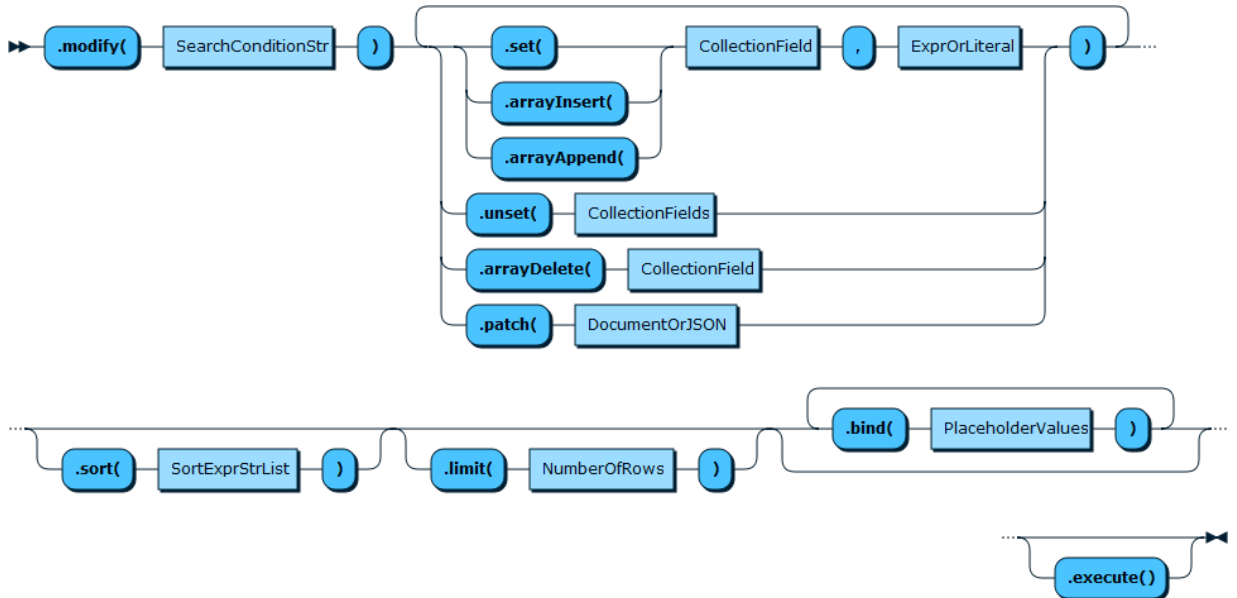 .modify( SearchConditionStr ) .set( CollectionField , ExprOrLiteral )
.arrayInsert(
.arrayAppend(
.unset( CollectionFields
.arrayDelete( CollectionField
.patch( DocumentOrJSON
.bind( PlaceholderValues )
.sort( SortExprStrList ) .limit( NumberOfRows )
.execute()